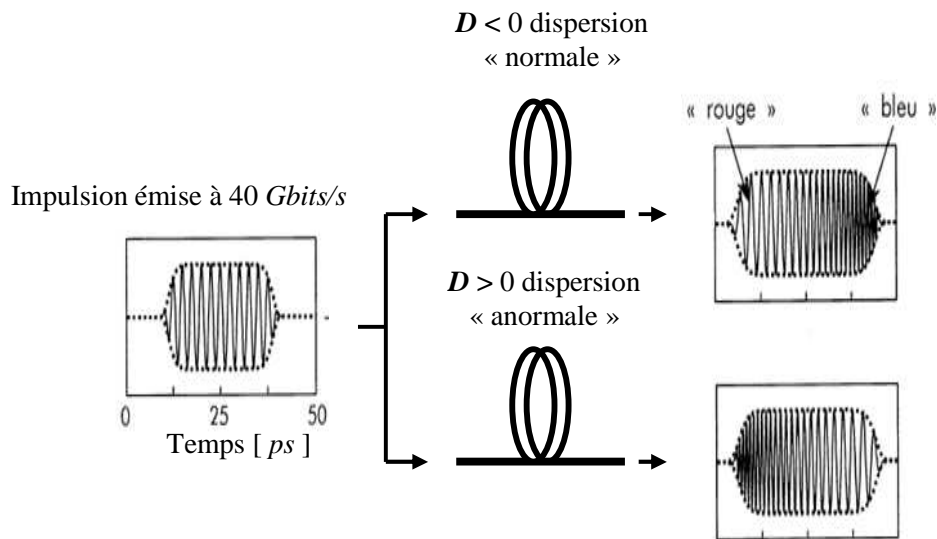 D < 0 dispersion
« normale »
« rouge »
« bleu »
Impulsion émise à 40 Gbits/s
D > 0 dispersion
« anormale »
0
25
50
Temps [ ps ]